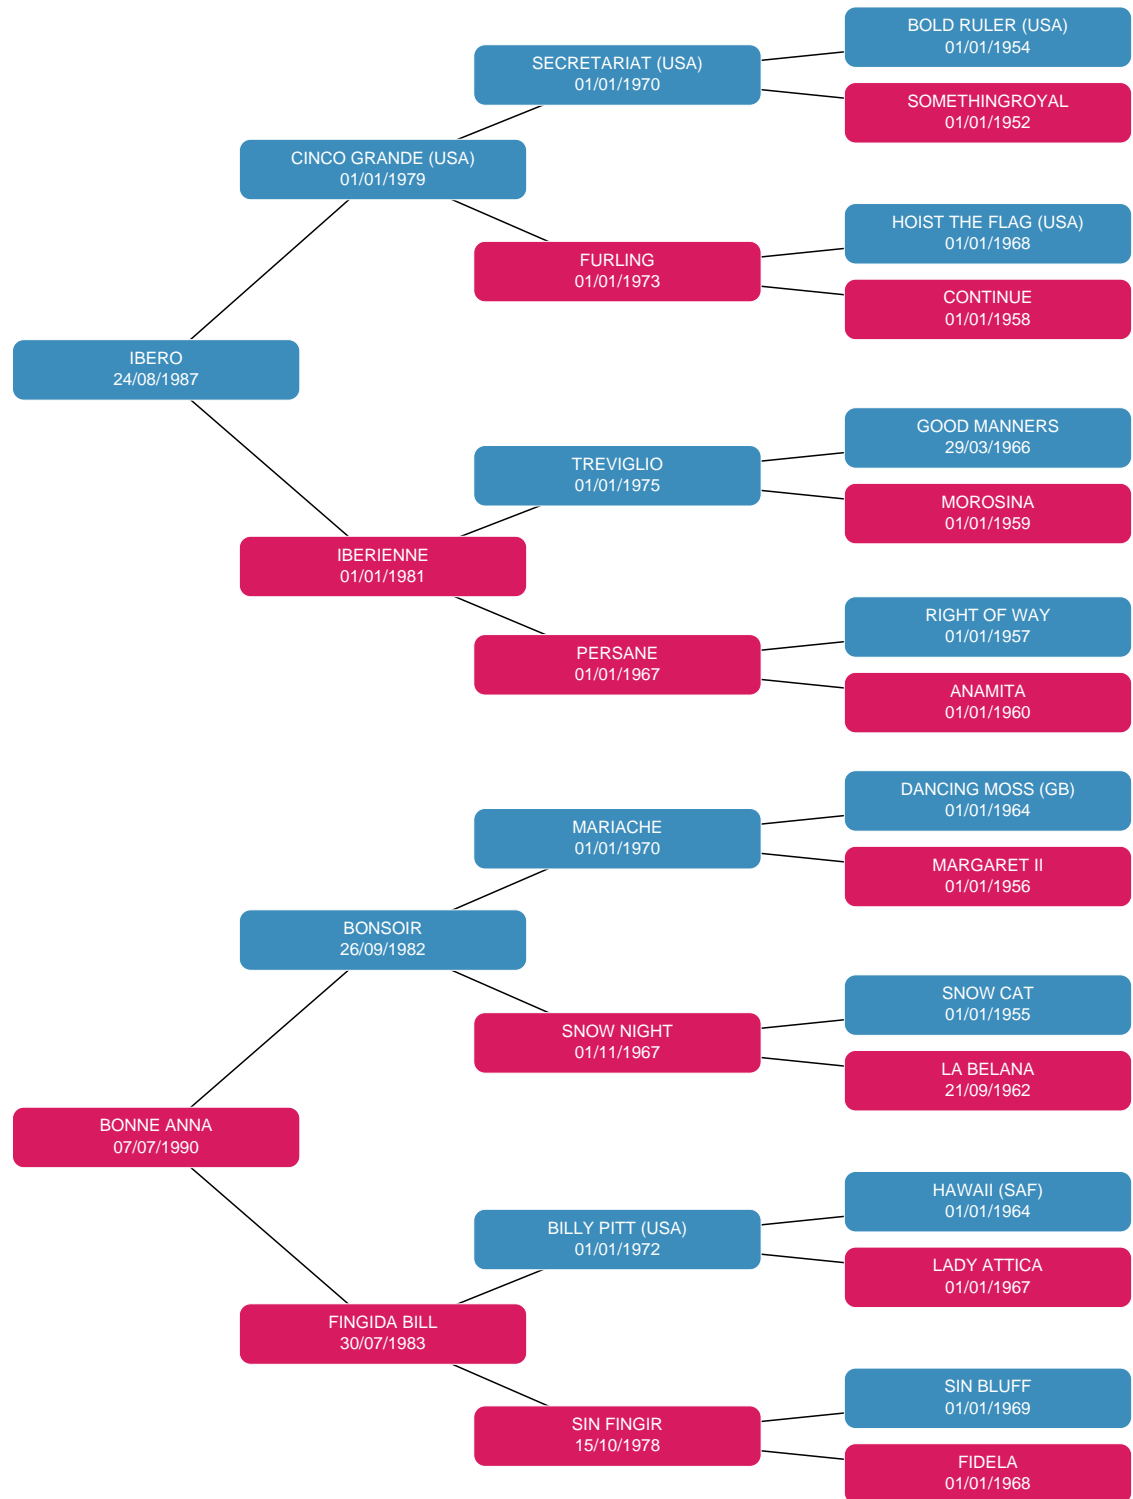 BOLD RULER (USA)
01/01/1954
SECRETARIAT (USA)
01/01/1970
SOMETHINGROYAL
01/01/1952
CINCO GRANDE (USA)
01/01/1979
HOIST THE FLAG (USA)
01/01/1968
FURLING
01/01/1973
CONTINUE
01/01/1958
IBERO
24/08/1987
GOOD MANNERS
29/03/1966
TREVIGLIO
01/01/1975
MOROSINA
01/01/1959
IBERIENNE
01/01/1981
RIGHT OF WAY
01/01/1957
PERSANE
01/01/1967
ANAMITA
01/01/1960
DANCING MOSS (GB)
01/01/1964
MARIACHE
01/01/1970
MARGARET II
01/01/1956
BONSOIR
26/09/1982
SNOW CAT
01/01/1955
SNOW NIGHT
01/11/1967
LA BELANA
21/09/1962
BONNE ANNA
07/07/1990
HAWAII (SAF)
01/01/1964
BILLY PITT (USA)
01/01/1972
LADY ATTICA
01/01/1967
FINGIDA BILL
30/07/1983
SIN BLUFF
01/01/1969
SIN FINGIR
15/10/1978
FIDELA
01/01/1968